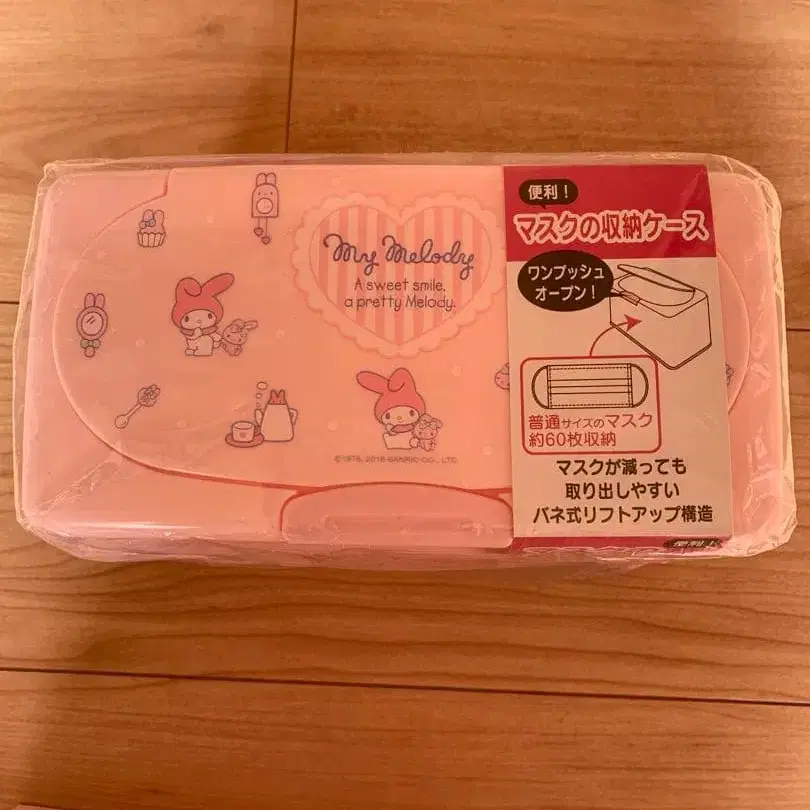 My Melody
A sweet smile,
a pretty Melody.
©1976, 2018 SANRIO CO., LTD.
便利!
マスクの収納ケース
ワンプッシュ
オープン!
普通サイズのマスク
約60枚収納
マスクが減っても
取り出しやすい
バネ式リフトアップ構造